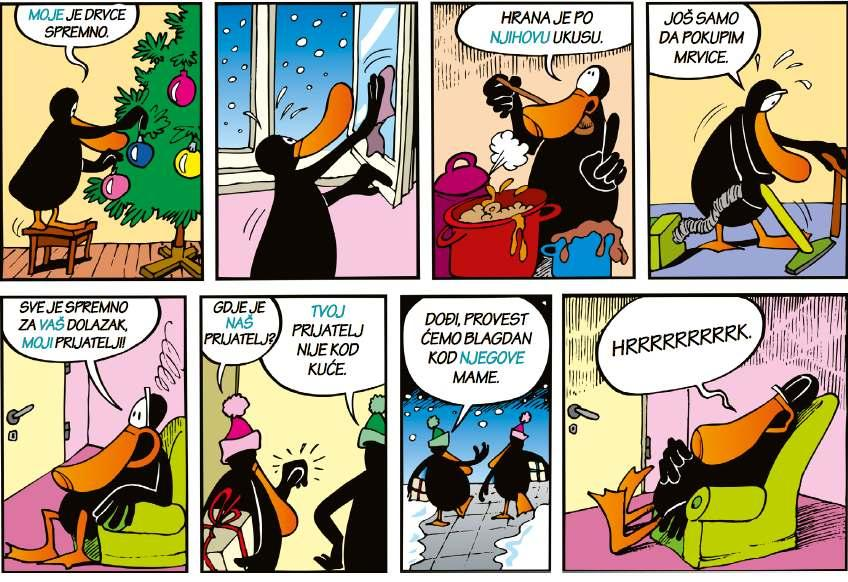 MOJE JE DRVCE
SPREMNO.
HRANA JE PO
NJIHOVU UKUSU.
JOŠ SAMO
DA POKUPIM
MRVICE.
SVE JE SPREMNO
ZA VAŠ DOLAZAK,
MOJI PRIJATELJI!
GDJE JE
NAŠ
PRIJATELJ?
TVOJ
PRIJATELJ
NIJE KOD
KUĆE.
DOĐI, PROVEST
ĆEMO BLAGDAN
KOD NJEGOVE
MAME.
HRRRRRRRRRK.